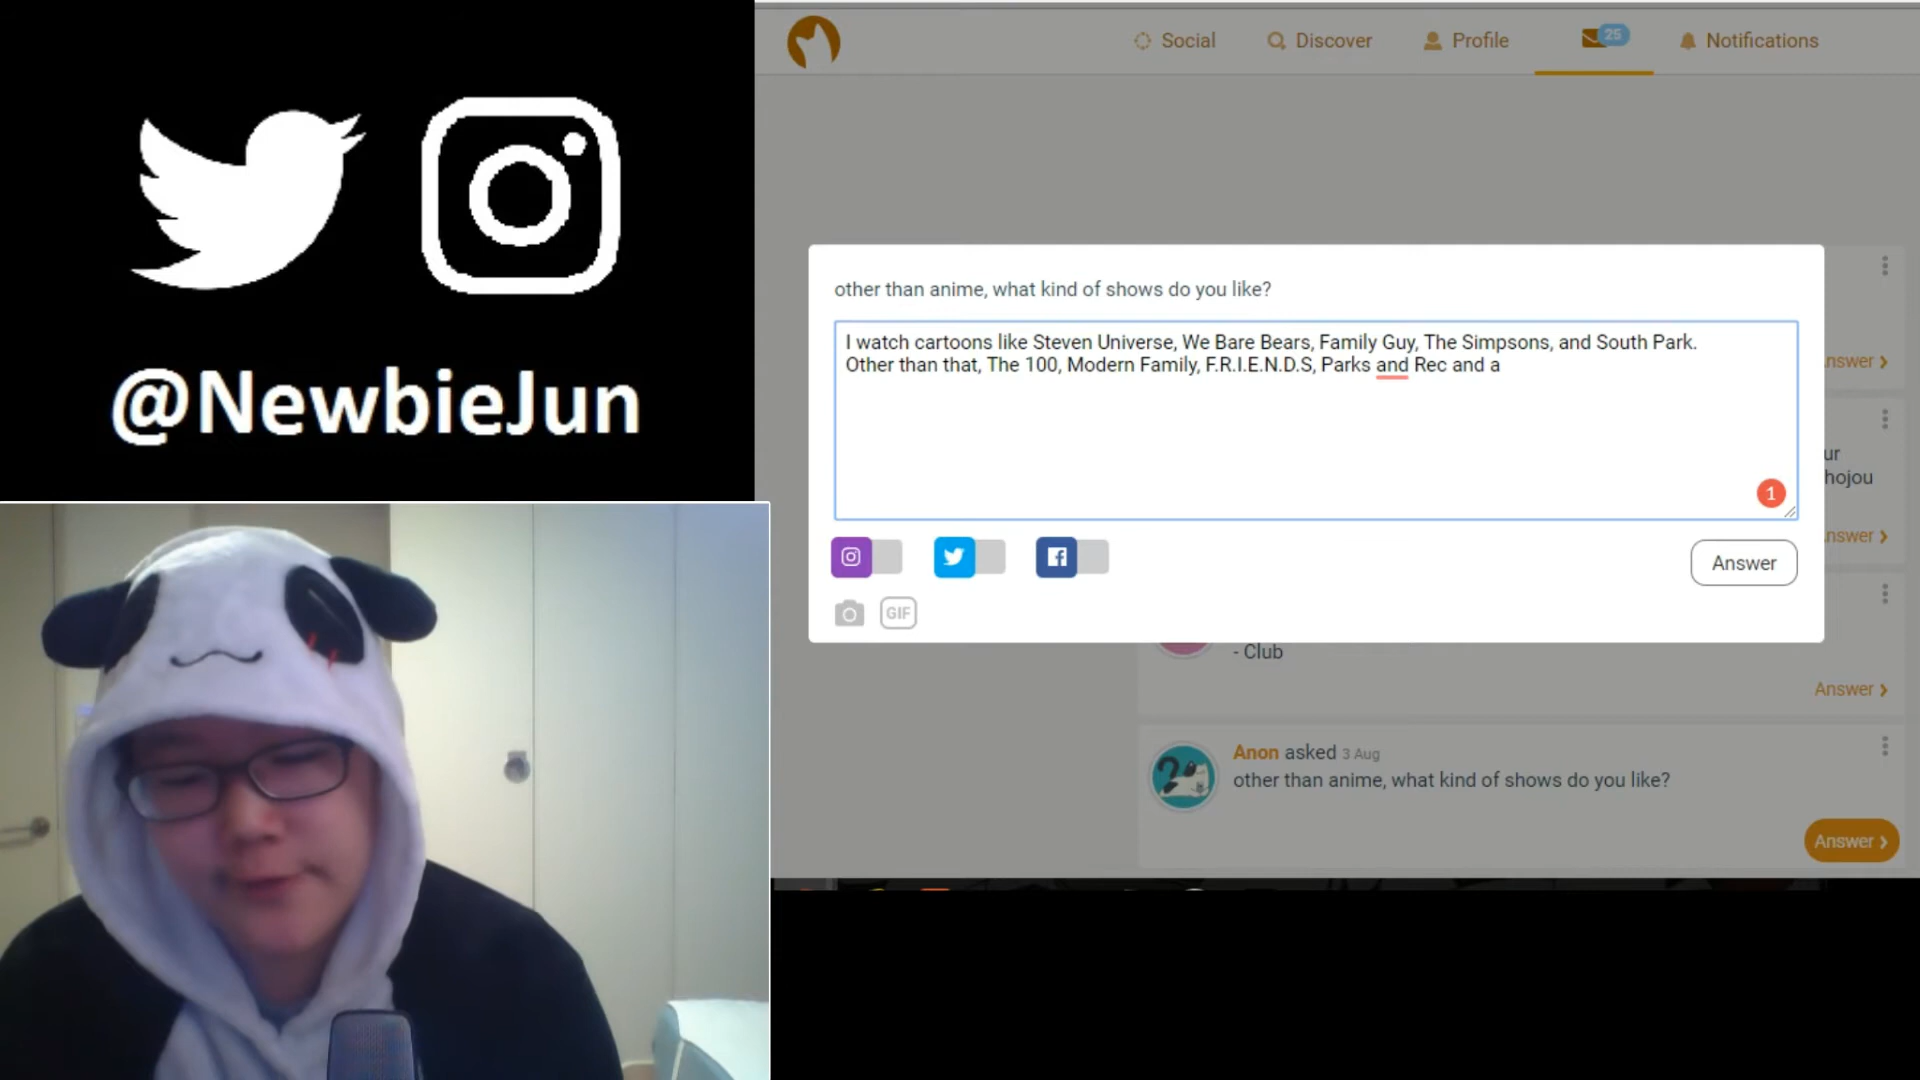 @NewbieJun
Social
Discover
Profile
25
Notifications
other than anime, what kind of shows do you like?
I watch cartoons like Steven Universe, We Bare Bears, Family Guy, The Simpsons, and South Park.
Other than that, The 100, Modern Family, F.R.I.E.N.D.S, Parks and Rec and a
1
Answer
GIF
nswer
ur
hojou
nswer
- Club
Answer
Anon asked 3 Aug
other than anime, what kind of shows do you like?
Answer